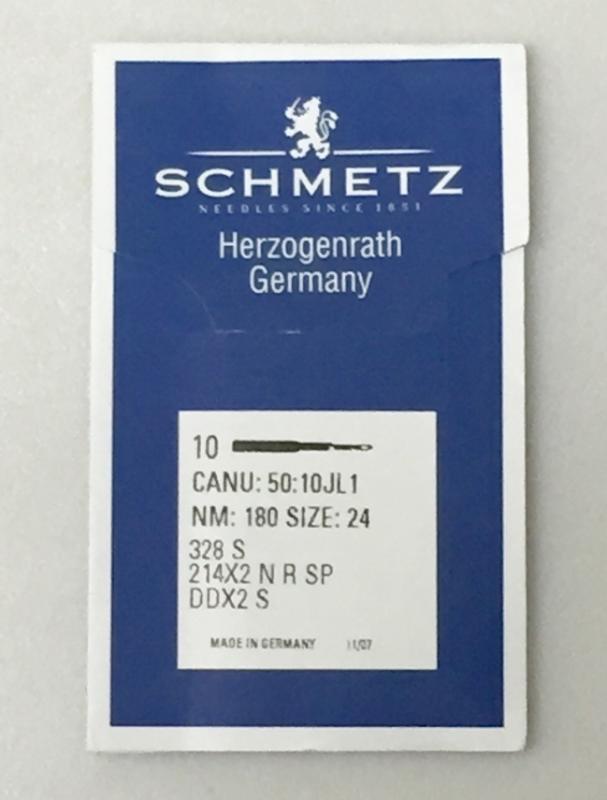 SCHMETZ
NEEDLES SINCE 1851
Herzogenrath
Germany
10
CANU: 50:10JL1
NM: 180 SIZE: 24
328 S
214X2 N R SP
DDX2 S
MADE IN GERMANY 11/07